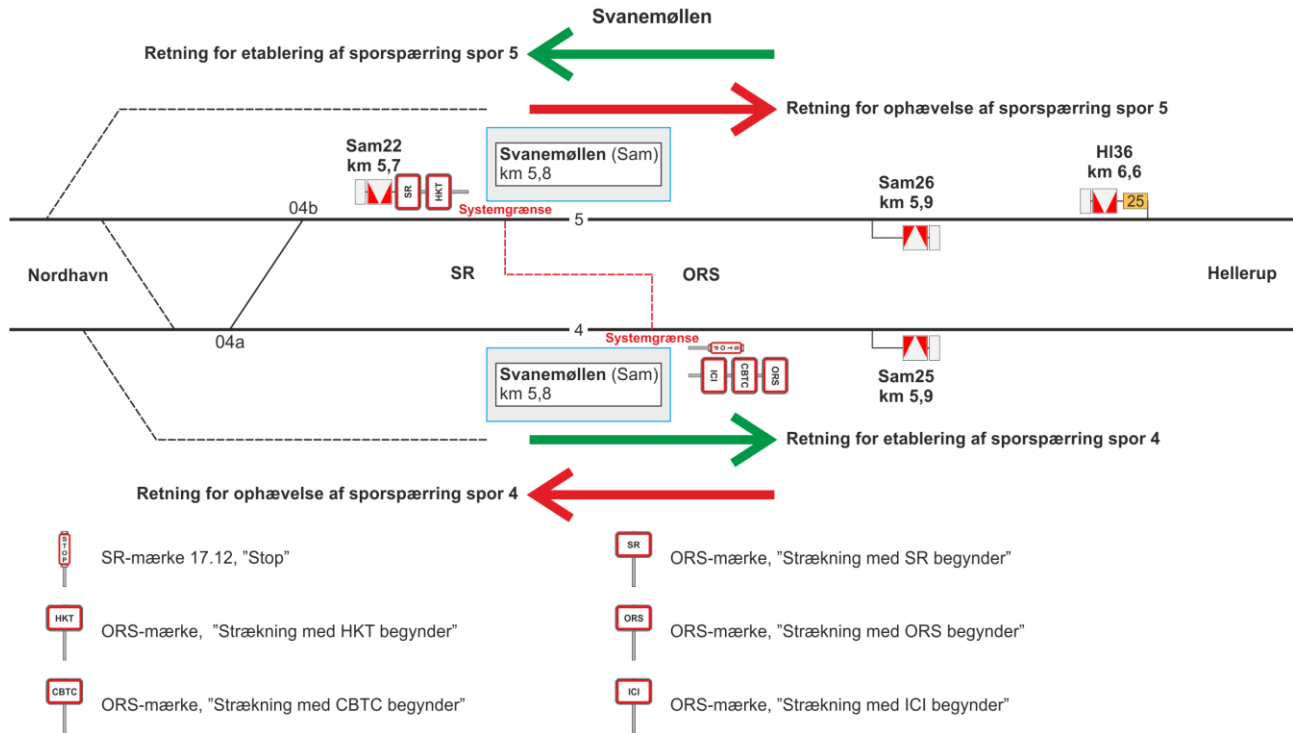 Svanemøllen
Retning for etablering af sporspærring spor 5
Retning for ophævelse af sporspærring spor 5
Sam22
km 5,7
SR
HKT
Svanemøllen (Sam)
km 5,8
Sam26
km 5,9
Hl36
km 6,6
25
04b
Systemgrænse
5
Nordhavn
SR
ORS
Hellerup
04a
4
Systemgrænse
STOP
ICI
CBTC
ORS
Svanemøllen (Sam)
km 5,8
Sam25
km 5,9
Retning for etablering af sporspærring spor 4
Retning for ophævelse af sporspærring spor 4
STOP
SR-mærke 17.12, ”Stop”
SR
ORS-mærke, ”Strækning med SR begynder”
HKT
ORS-mærke, ”Strækning med HKT begynder”
ORS
ORS-mærke, ”Strækning med ORS begynder”
CBTC
ORS-mærke, ”Strækning med CBTC begynder”
ICI
ORS-mærke, ”Strækning med ICI begynder”